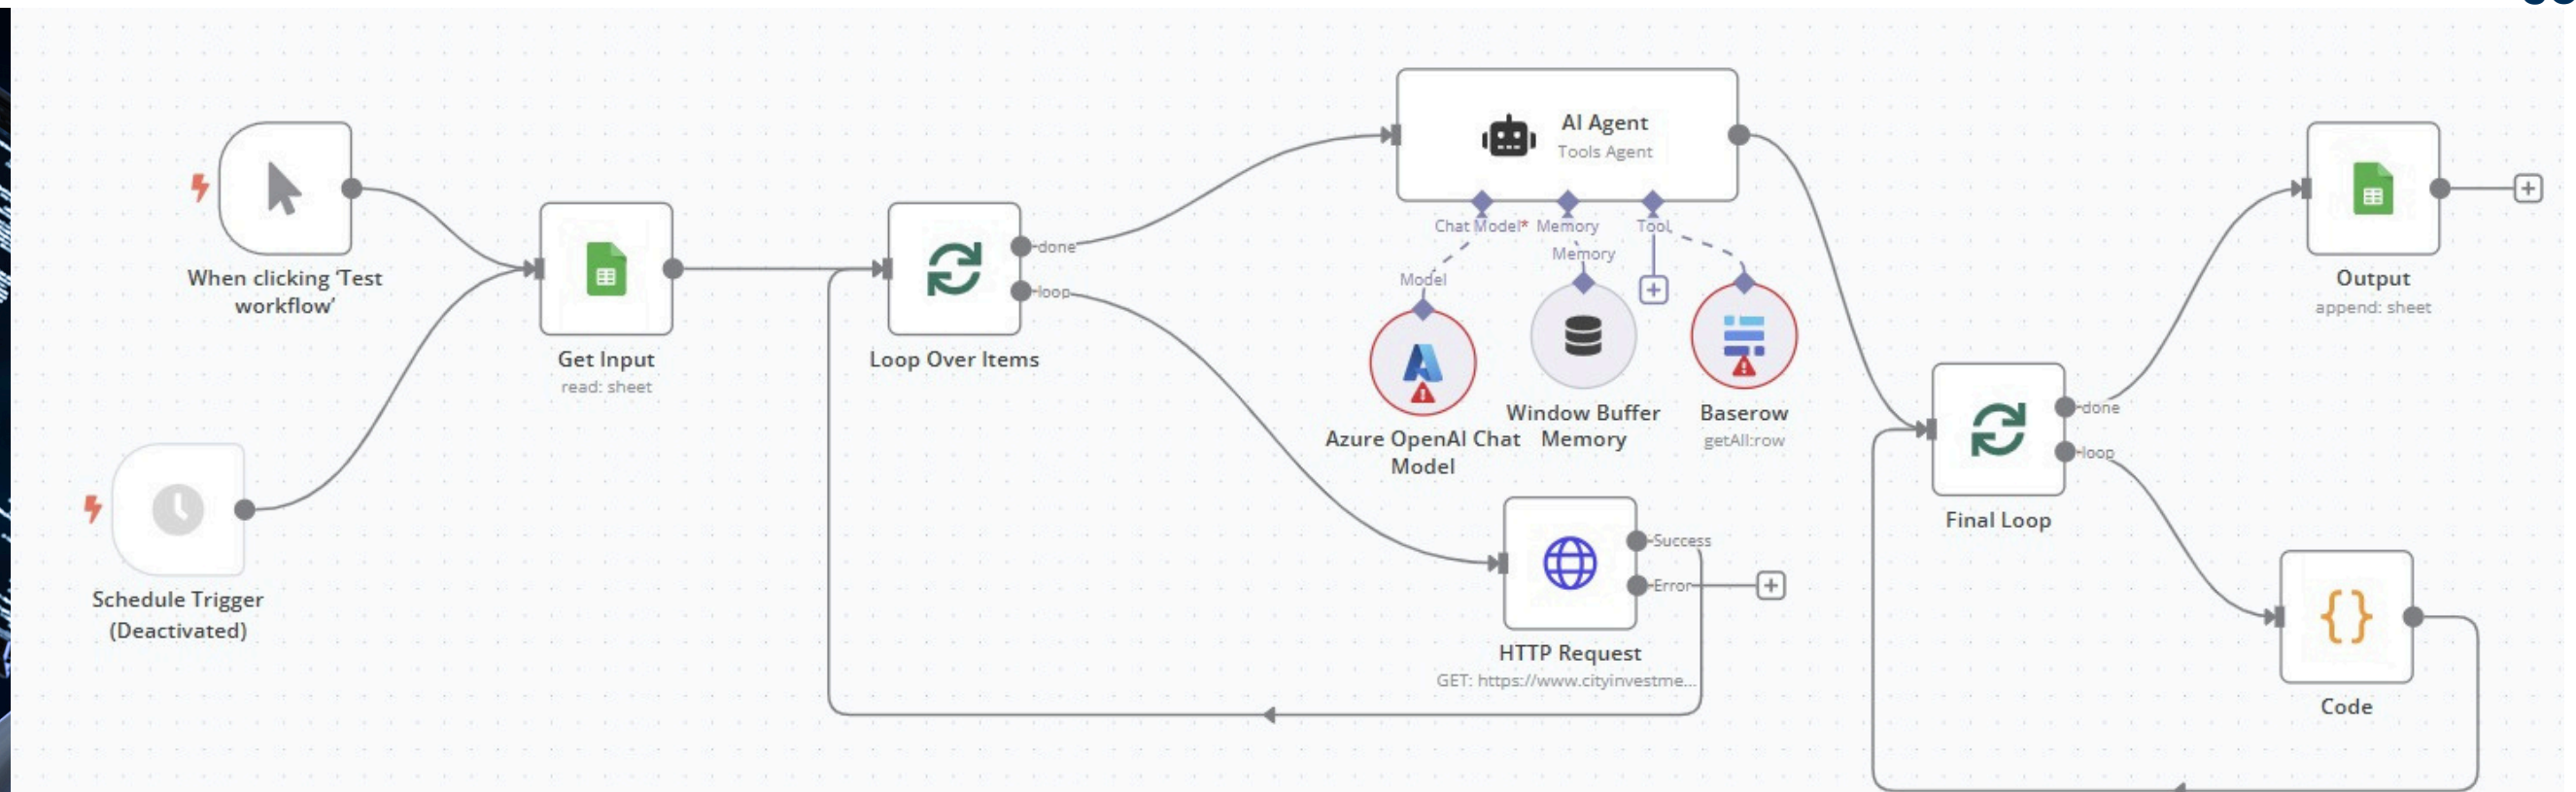 When clicking ‘Test
workflow’
Schedule Trigger
(Deactivated)
Get Input
read: sheet
Loop Over Items
done
loop
AI Agent
Tools Agent
Chat Model*
Memory
Tool
Model
Memory
Azure OpenAI Chat
Model
Window Buffer
Memory
Baserow
getAll:row
HTTP Request
GET: https://www.cityinvestme...
Success
Error
Final Loop
done
loop
Output
append: sheet
Code